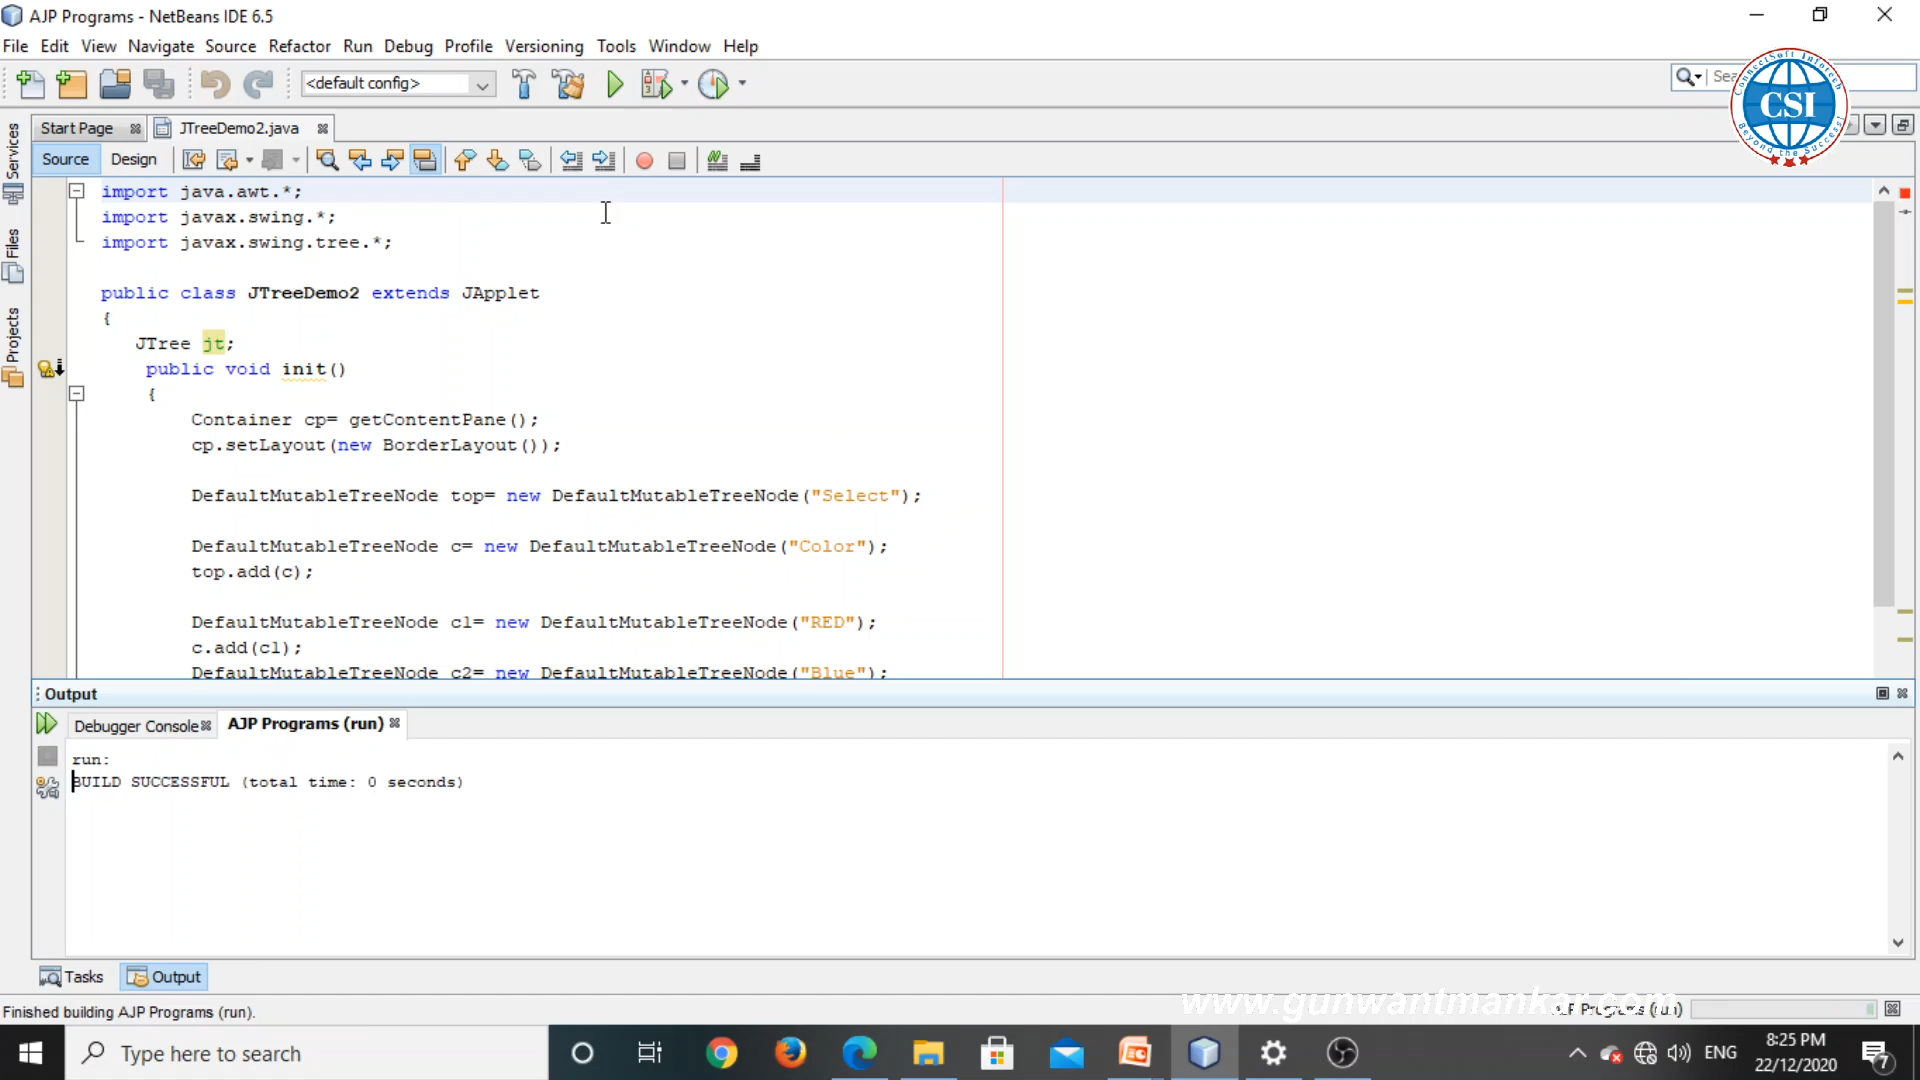 AJP Programs - NetBeans IDE 6.5
File Edit View Navigate Source Refactor Run Debug Profile Versioning Tools Window Help
<default config>
ConnectSoft Infotech
CSI
Beyond the Success!
Start Page
JTreeDemo2.java
Source Design
Services
Files
Projects
import java.awt.*;
import javax.swing.*;
import javax.swing.tree.*;
public class JTreeDemo2 extends JApplet
{
JTree jt;
public void init()
{
Container cp= getContentPane();
cp.setLayout(new BorderLayout());
DefaultMutableTreeNode top= new DefaultMutableTreeNode("Select");
DefaultMutableTreeNode c= new DefaultMutableTreeNode("Color");
top.add(c);
DefaultMutableTreeNode c1= new DefaultMutableTreeNode("RED");
c.add(c1);
DefaultMutableTreeNode c2= new DefaultMutableTreeNode("Blue");
Output
Debugger Console
AJP Programs (run)
run:
BUILD SUCCESSFUL (total time: 0 seconds)
Tasks Output
Finished building AJP Programs (run).
www.gunwantmankar.com
Type here to search
ENG
8:25 PM
22/12/2020
7